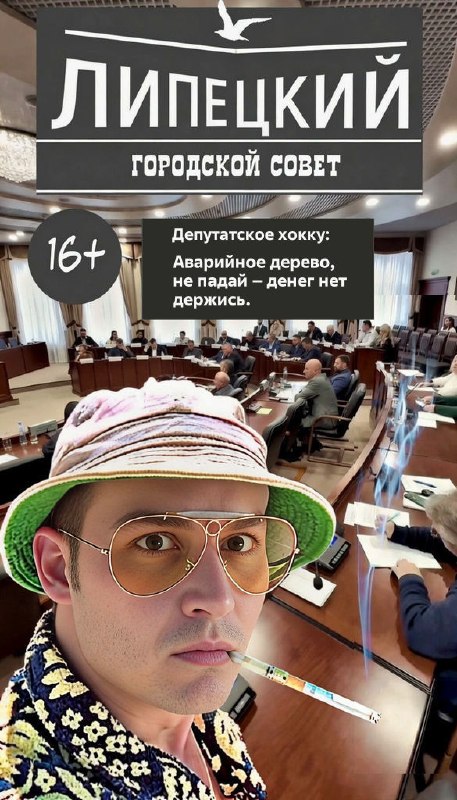 ЛИПЕЦКИЙ
ГОРОДСКОЙ СОВЕТ
16+
Депутатское хокку:
Аварийное дерево,
не падай – денег нет
держись.